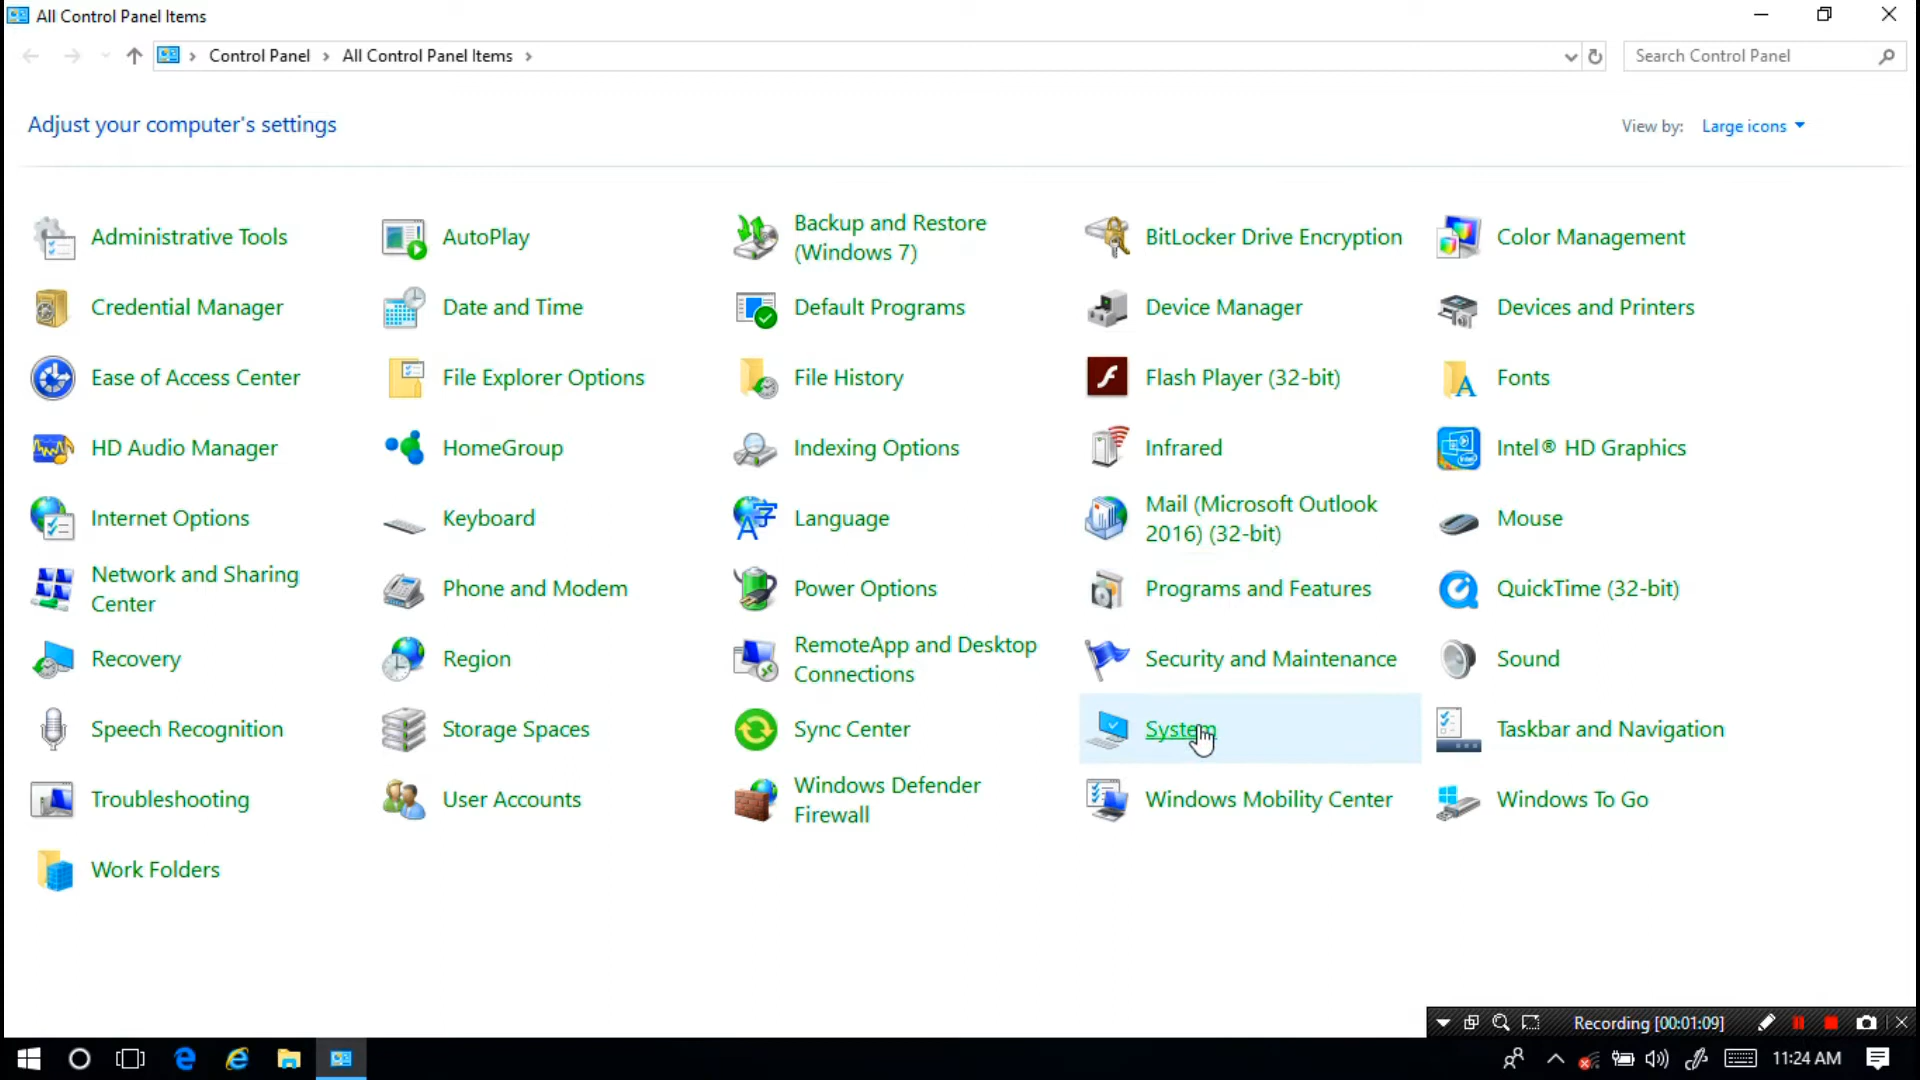 All Control Panel Items
Control Panel
All Control Panel Items
Search Control Panel
Adjust your computer's settings
View by: Large icons
Administrative Tools
AutoPlay
Backup and Restore
(Windows 7)
BitLocker Drive Encryption
Color Management
Credential Manager
Date and Time
Default Programs
Device Manager
Devices and Printers
Ease of Access Center
File Explorer Options
File History
Flash Player (32-bit)
Fonts
HD Audio Manager
HomeGroup
Indexing Options
Infrared
Intel® HD Graphics
Internet Options
Keyboard
Language
Mail (Microsoft Outlook
2016) (32-bit)
Mouse
Network and Sharing
Center
Phone and Modem
Power Options
Programs and Features
QuickTime (32-bit)
Recovery
Region
RemoteApp and Desktop
Connections
Security and Maintenance
Sound
Speech Recognition
Storage Spaces
Sync Center
System
Taskbar and Navigation
Troubleshooting
User Accounts
Windows Defender
Firewall
Windows Mobility Center
Windows To Go
Work Folders
Recording [00:01:09]
11:24 AM